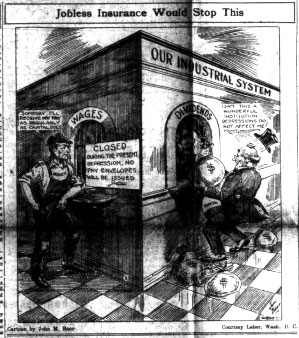 Jobless Insurance Would Stop This
OUR INDUSTRIAL SYSTEM
SOMEDAY I'LL
RECEIVE MY PAY
AS REGULARLY
AS CAPITAL DOES
WAGES
CLOSED
DURING THE PRESENT
DEPRESSION, NO
PAY ENVELOPES
WILL BE ISSUED
DIVIDENDS
ISN'T THIS A
WONDERFUL
INSTITUTION
DEPRESSIONS DO
NOT AFFECT ME
$
$
$
Cartoon by John M. Baer
Courtesy Labor, Wash. D. C.